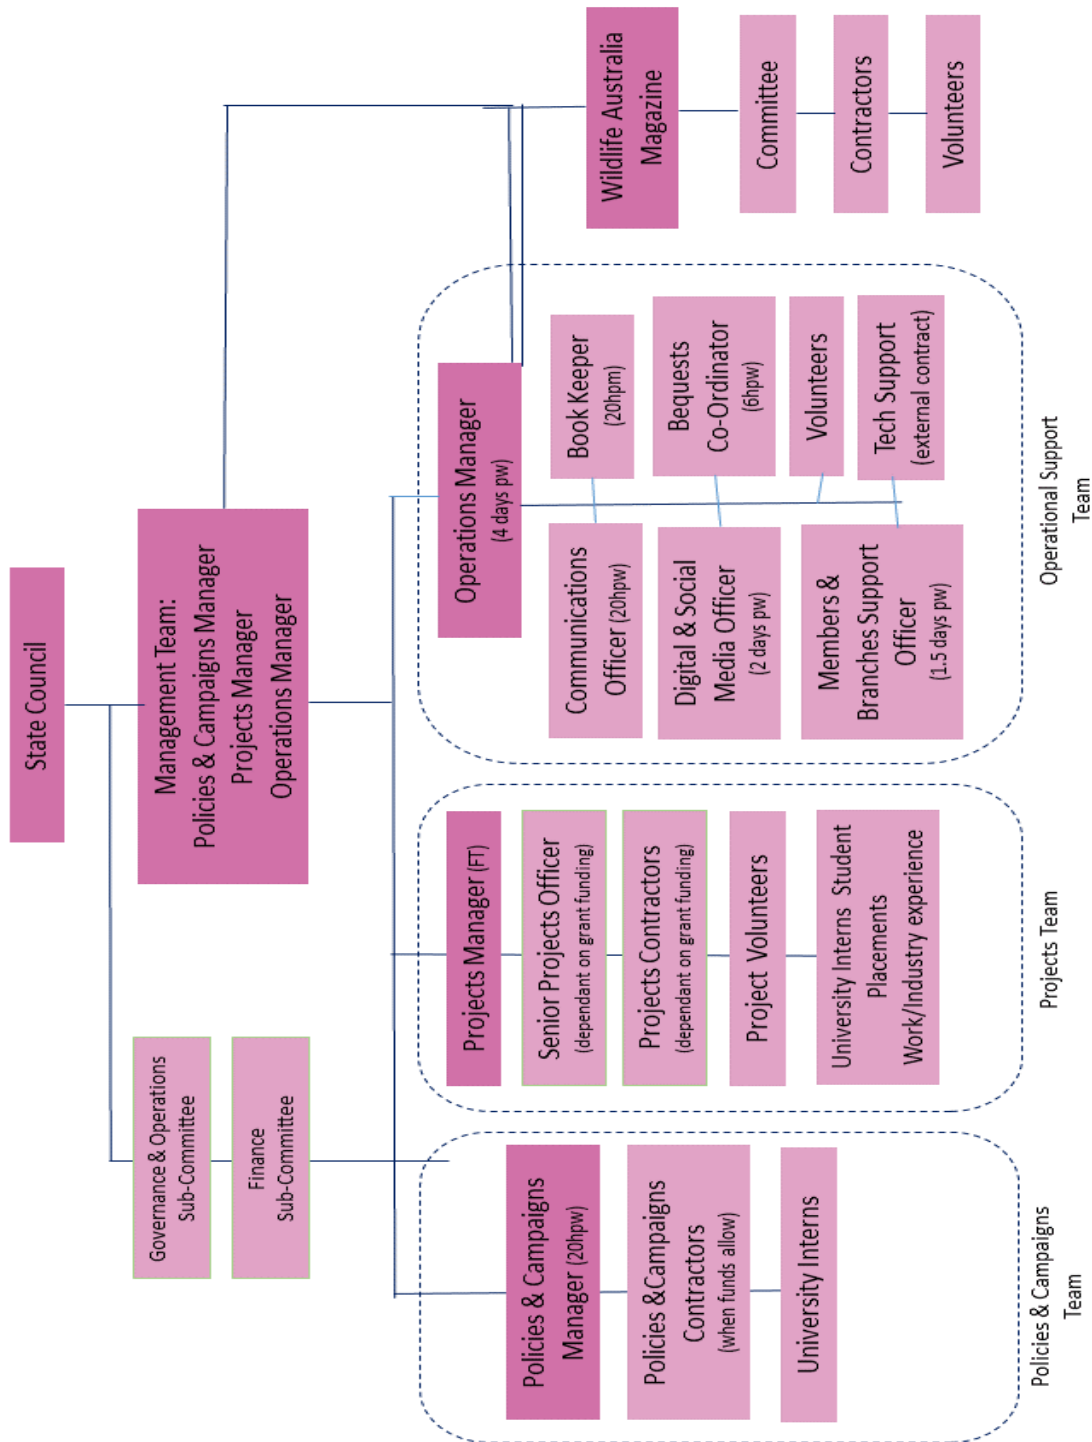 State Council
Governance & Operations
Sub-Committee
Finance
Sub-Committee
Management Team:
Policies & Campaigns Manager
Projects Manager
Operations Manager
Policies & Campaigns
Manager (20hpw)
Policies &Campaigns
Contractors
(when funds allow)
University Interns
Policies & Campaigns
Team
Projects Manager (FT)
Senior Projects Officer
(dependant on grant funding)
Projects Contractors
(dependant on grant funding)
Project Volunteers
University Interns Student
Placements
Work/Industry experience
Projects Team
Operations Manager
(4 days pw)
Communications
Officer (20hpw)
Book Keeper
(20hpm)
Digital & Social
Media Officer
(2 days pw)
Bequests
Co-Ordinator
(6hpw)
Volunteers
Members &
Branches Support
Officer
(1.5 days pw)
Tech Support
(external contract)
Operational Support
Team
Wildlife Australia
Magazine
Committee
Contractors
Volunteers